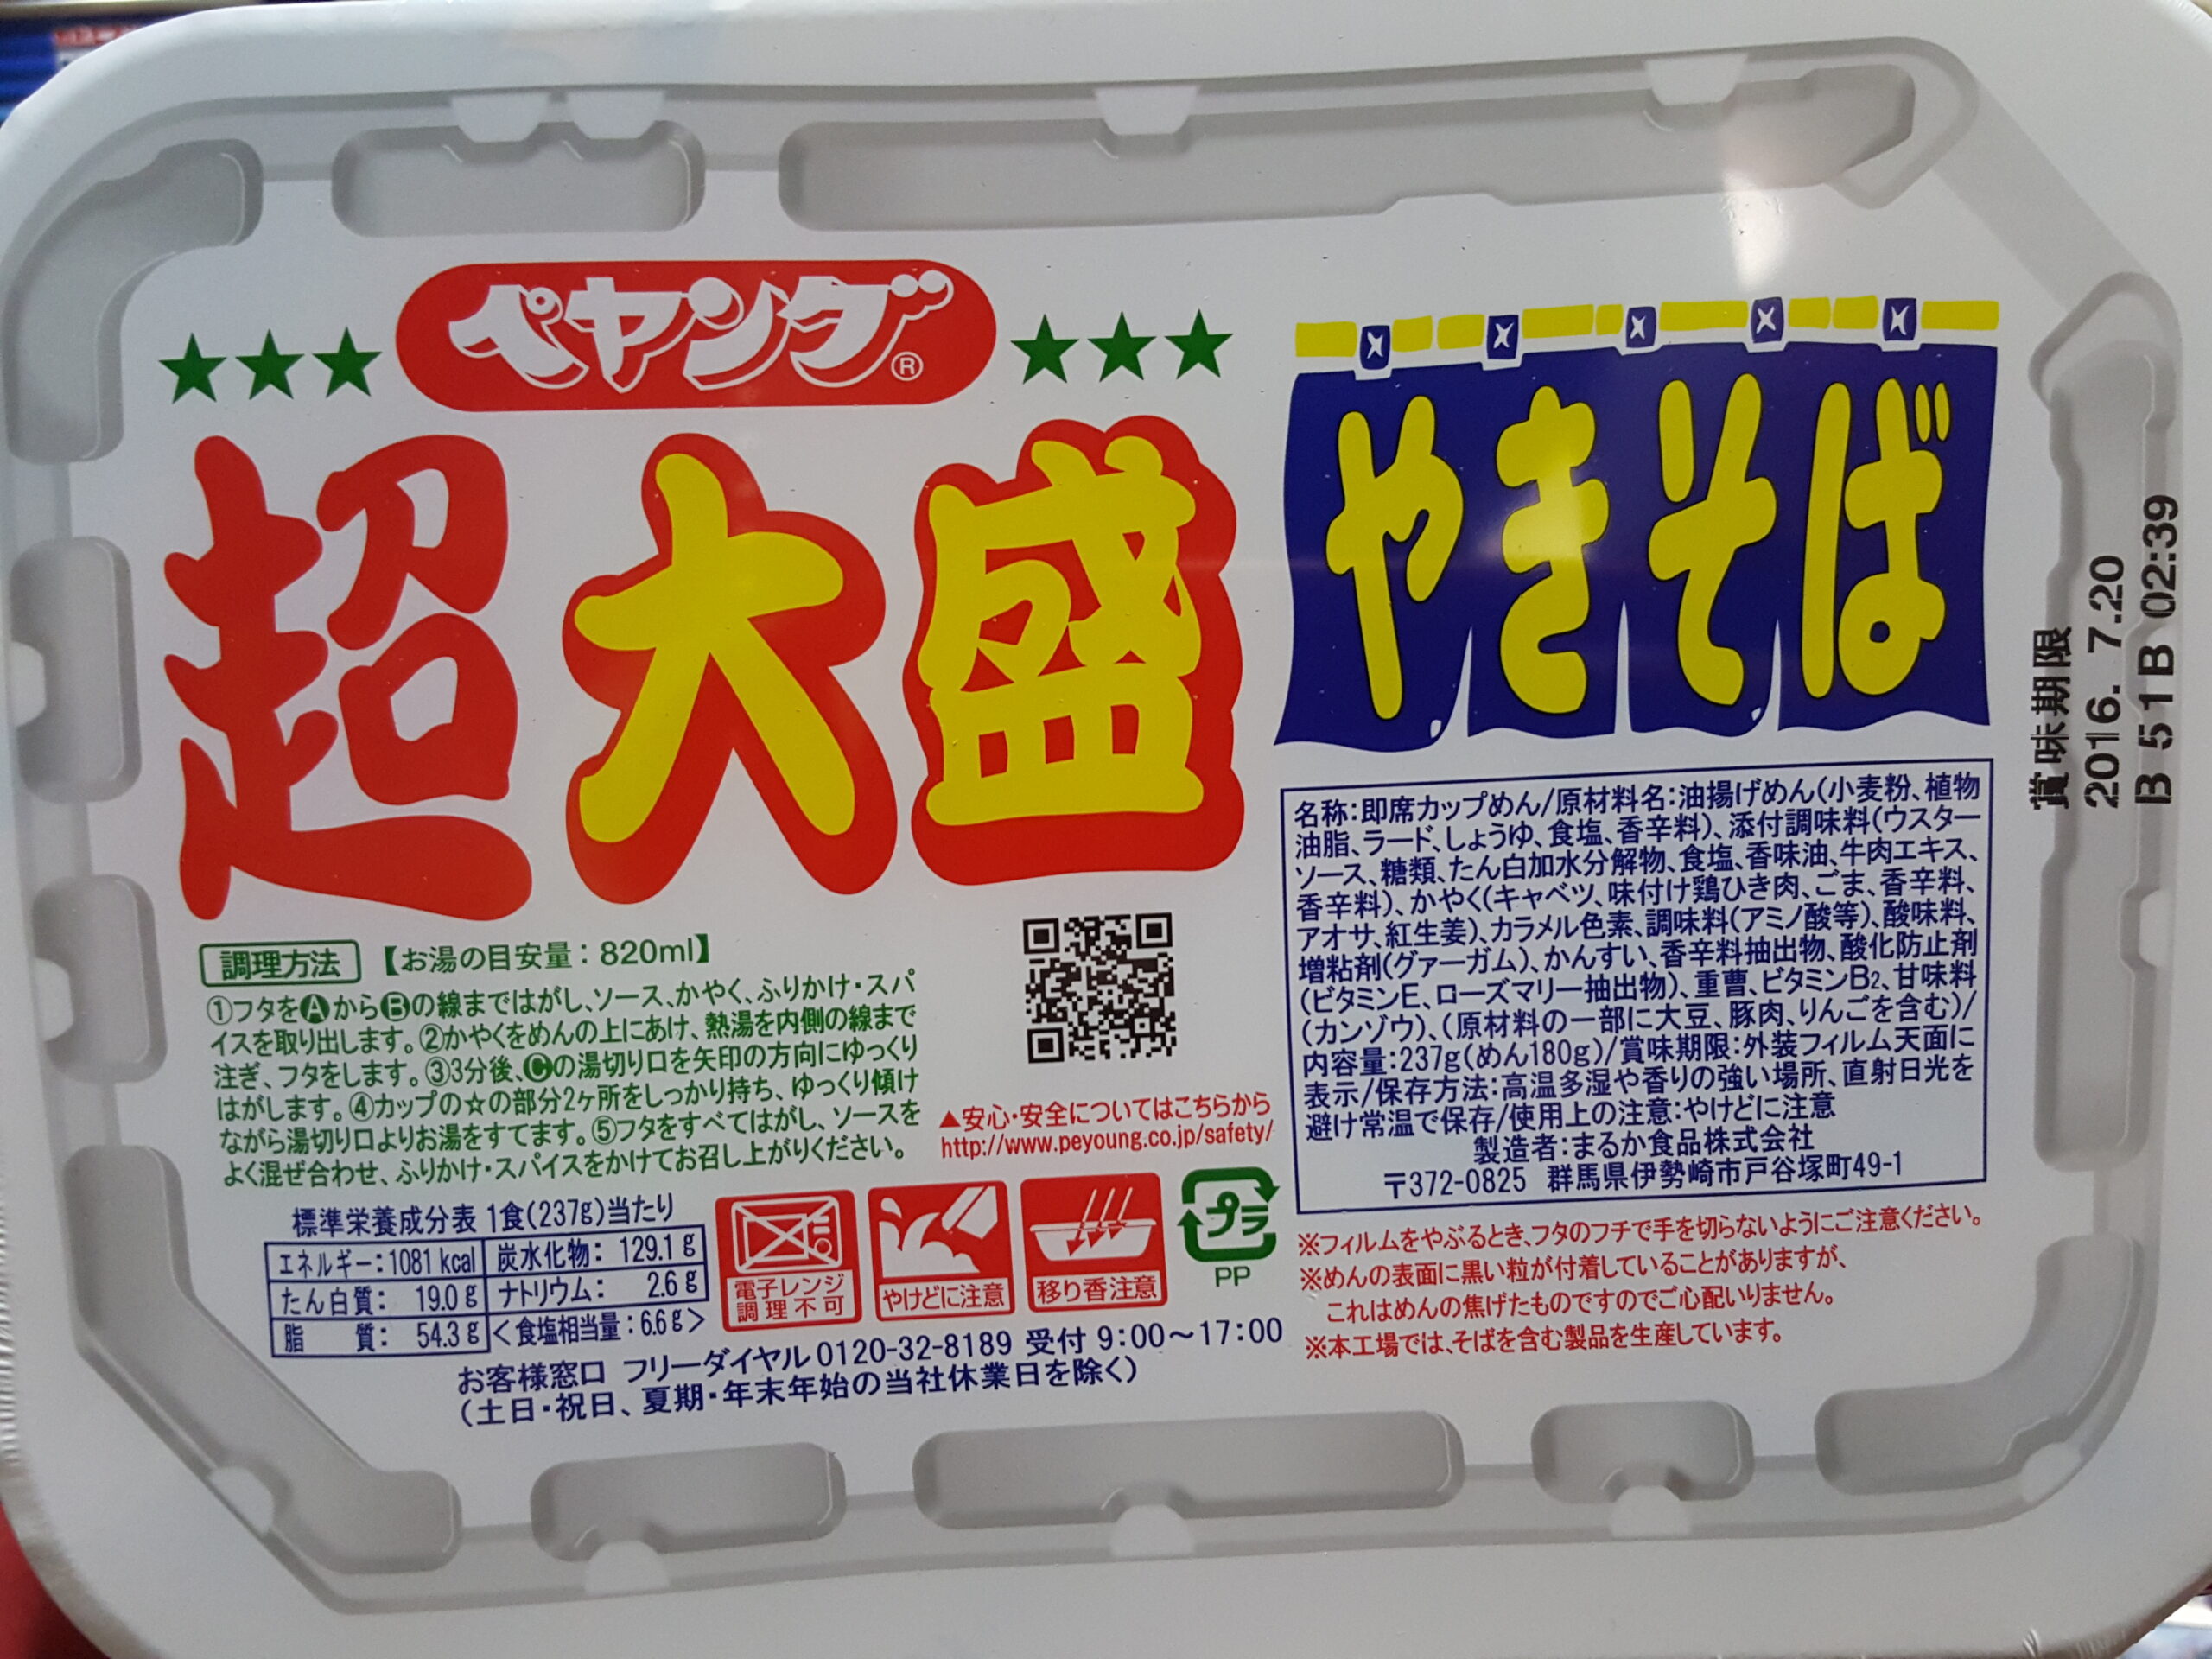 ペヤング®
超大盛
やきそば
賞味期限
2016. 7.20
B 51B 02:39
調理方法 【お湯の目安量：820ml】
①フタをⒶからⒷの線まではがし、ソース、かやく、ふりかけ・スパ
イスを取り出します。②かやくをめんの上にあけ、熱湯を内側の線まで
注ぎ、フタをします。③3分後、Ⓒの湯切り口を矢印の方向にゆっくり
はがします。④カップの☆の部分2ヶ所をしっかり持ち、ゆっくり傾け
ながら湯切り口よりお湯をすてます。⑤フタをすべてはがし、ソースを
よく混ぜ合わせ、ふりかけ・スパイスをかけてお召し上がりください。
▲安心・安全についてはこちらから
http://www.peyoung.co.jp/safety/
標準栄養成分表 1食(237g)当たり
エネルギー：1081 kcal 炭水化物： 129.1 g
たん白質： 19.0 g ナトリウム： 2.6 g
脂質： 54.3 g ＜食塩相当量：6.6 g＞
電子レンジ
調理不可
やけどに注意
移り香注意
プラ
PP
お客様窓口 フリーダイヤル 0120-32-8189 受付 9:00〜17:00
（土日・祝日、夏期・年末年始の当社休業日を除く）
名称：即席カップめん/原材料名：油揚げめん（小麦粉、植物
油脂、ラード、しょうゆ、食塩、香辛料）、添付調味料（ウスター
ソース、糖類、たん白加水分解物、食塩、香味油、牛肉エキス、
香辛料）、かやく（キャベツ、味付け鶏ひき肉、ごま、香辛料、
アオサ、紅生姜）、カラメル色素、調味料（アミノ酸等）、酸味料、
増粘剤（グァーガム）、かんすい、香辛料抽出物、酸化防止剤
（ビタミンE、ローズマリー抽出物）、重曹、ビタミンB2、甘味料
（カンゾウ）、（原材料の一部に大豆、豚肉、りんごを含む）/
内容量：237g（めん180g）/賞味期限：外装フィルム天面に
表示/保存方法：高温多湿や香りの強い場所、直射日光を
避け常温で保存/使用上の注意：やけどに注意
製造者：まるか食品株式会社
〒372-0825 群馬県伊勢崎市戸谷塚町49-1
※フィルムをやぶるとき、フタのフチで手を切らないようにご注意ください。
※めんの表面に黒い粒が付着していることがありますが、
これはめんの焦げたものですのでご心配いりません。
※本工場では、そばを含む製品を生産しています。